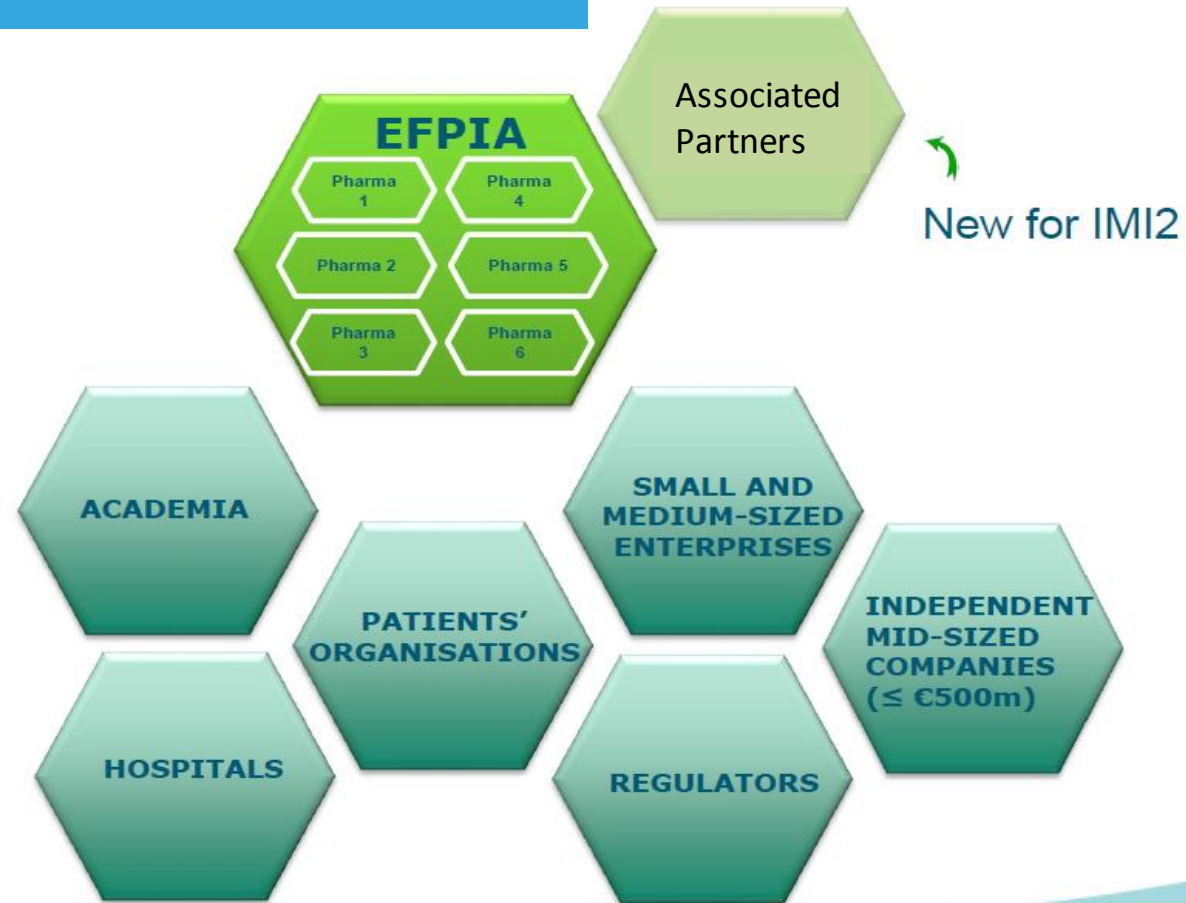 Associated
Partners
EFPIA
Pharma
1
Pharma
4
New for IMI2
Pharma 2
Pharma 5
Pharma
3
Pharma
6
ACADEMIA
SMALL AND
MEDIUM-SIZED
ENTERPRISES
PATIENTS’
ORGANISATIONS
INDEPENDENT
MID-SIZED
COMPANIES
(≤ €500m)
HOSPITALS
REGULATORS